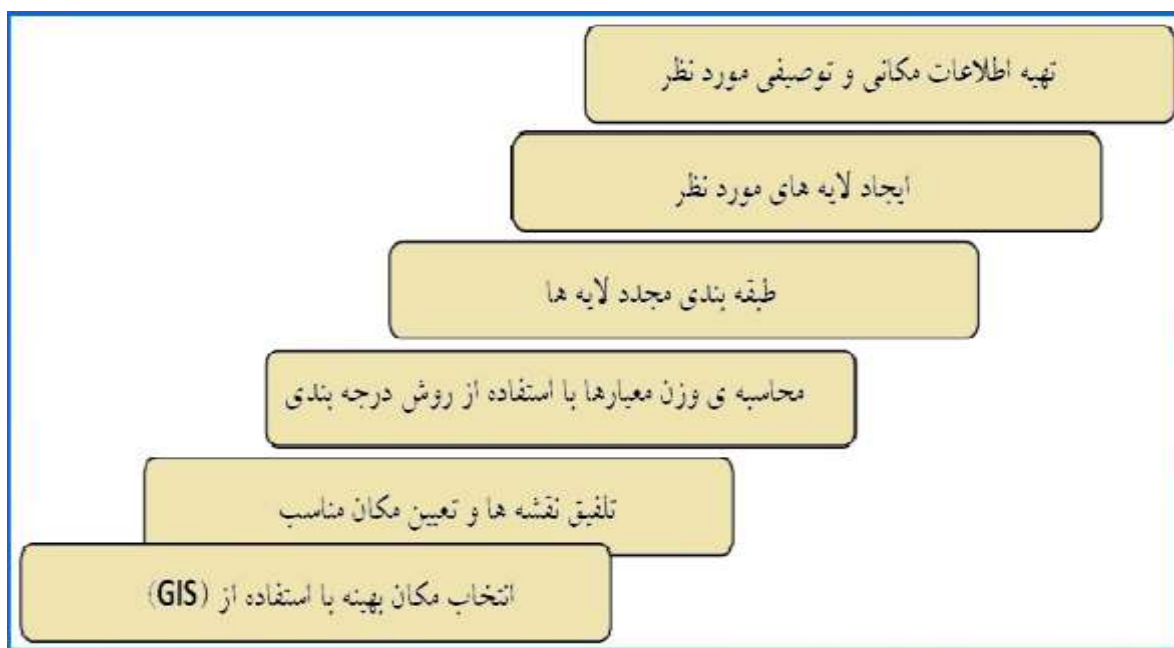 تهیه اطلاعات مکانی و توصیفی مورد نظر
ایجاد لایه های مورد نظر
طبقه بندی مجدد لایه ها
محاسبه ی وزن معیارها با استفاده از روش درجه بندی
تلفیق نقشه ها و تعیین مکان مناسب
انتخاب مکان بهینه با استفاده از (GIS)